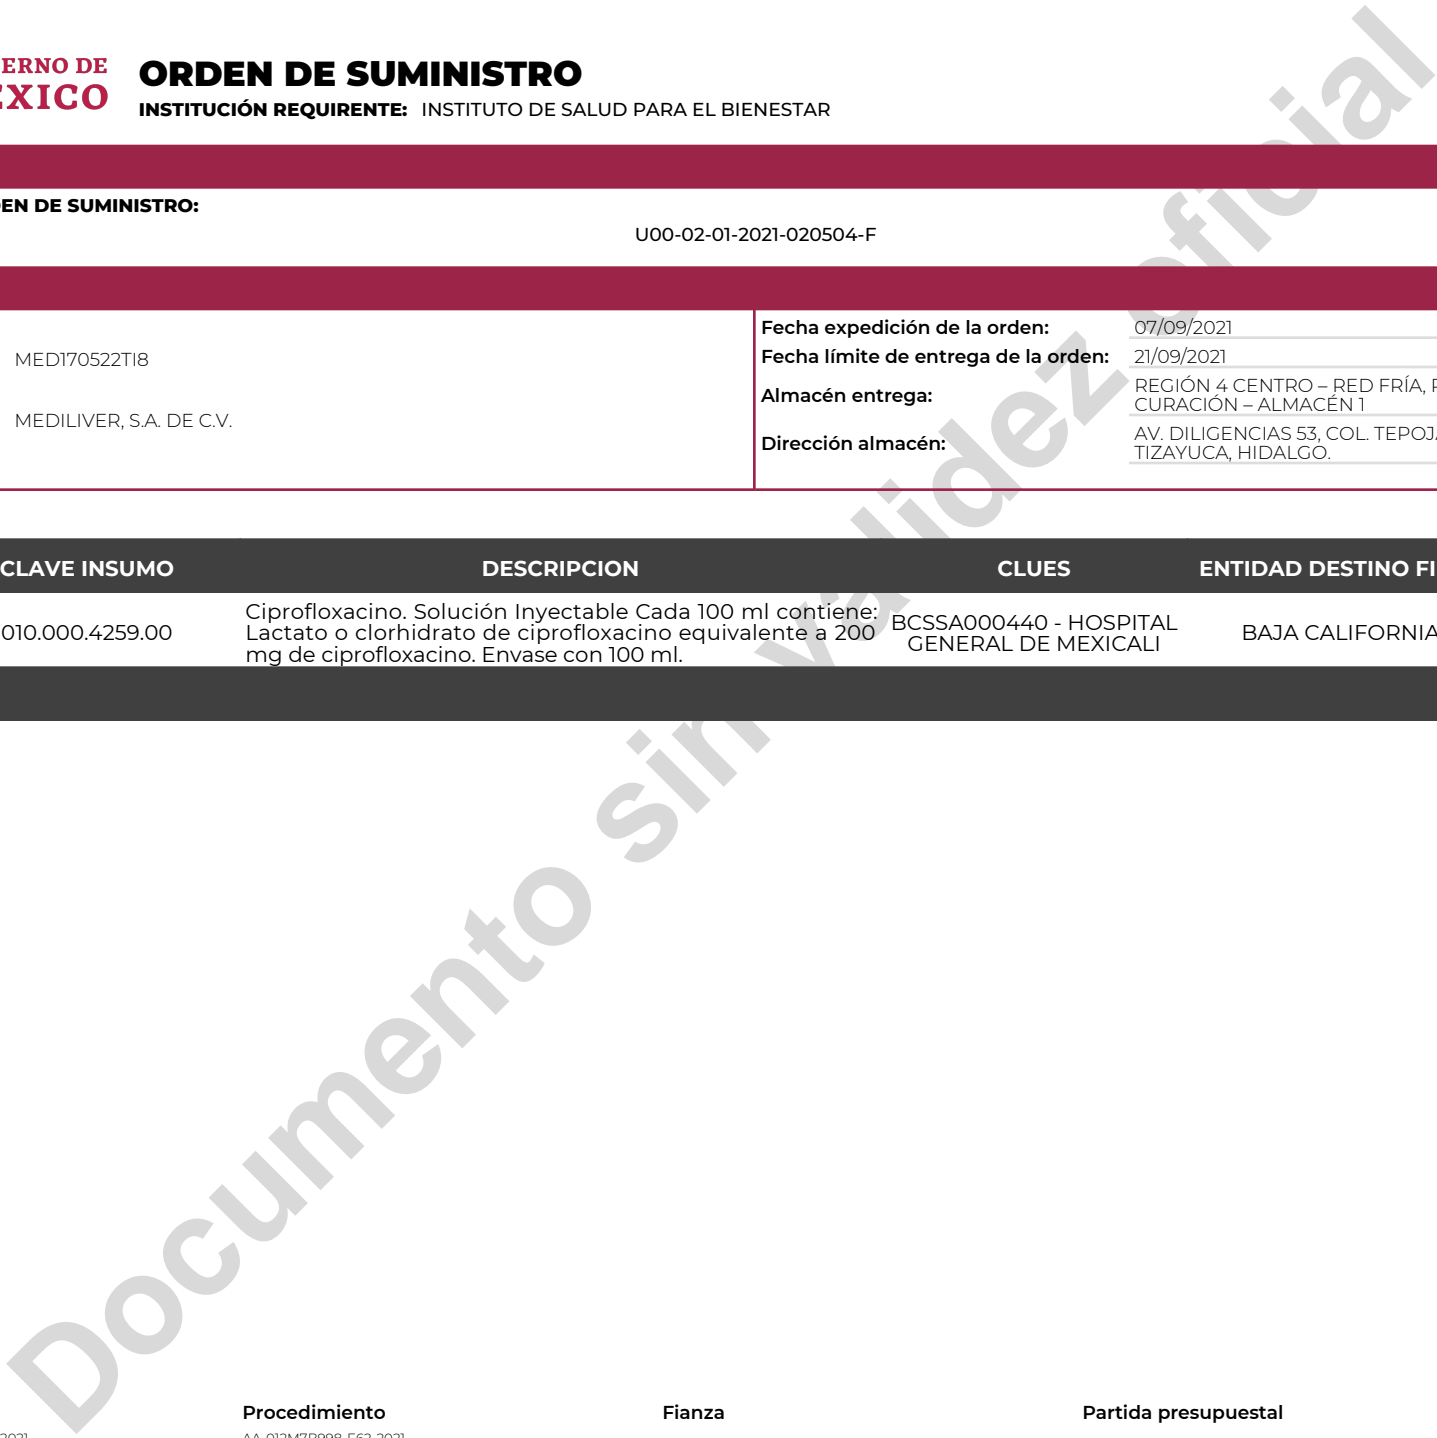 ERNO DE
EXICO
ORDEN DE SUMINISTRO
INSTITUCIÓN REQUIRENTE: INSTITUTO DE SALUD PARA EL BIENESTAR
EN DE SUMINISTRO:
U00-02-01-2021-020504-F
MED170522TI8
MEDILIVER, S.A. DE C.V.
Fecha expedición de la orden: 07/09/2021
Fecha límite de entrega de la orden: 21/09/2021
Almacén entrega:
REGIÓN 4 CENTRO – RED FRÍA,
CURACIÓN – ALMACÉN 1
Dirección almacén:
AV. DILIGENCIAS 53, COL. TEPOJ
TIZAYUCA, HIDALGO.
CLAVE INSUMO DESCRIPCION CLUES ENTIDAD DESTINO FI
010.000.4259.00
Ciprofloxacino. Solución Inyectable Cada 100 ml contiene:
Lactato o clorhidrato de ciprofloxacino equivalente a 200
mg de ciprofloxacino. Envase con 100 ml.
BCSSA000440 - HOSPITAL
GENERAL DE MEXICALI
BAJA CALIFORNIA
Documento sin validez oficial
Procedimiento Fianza Partida presupuestal